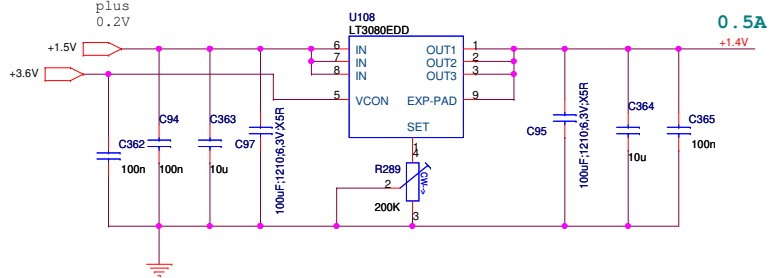 plus
0.2V
U108
LT3080EDD
0.5A
+1.4V
+1.5V
+3.6V
6 IN OUT1 1
7 IN OUT2 2
8 IN OUT3 3
5 VCON EXP-PAD 9
SET
1
4
C362
100n
C94
100n
C363
10u
C97
100uF;1210;6,3V;X5R
R289
2
CW->
200K
3
C95
100uF;1210;6,3V;X5R
C364
10u
C365
100n